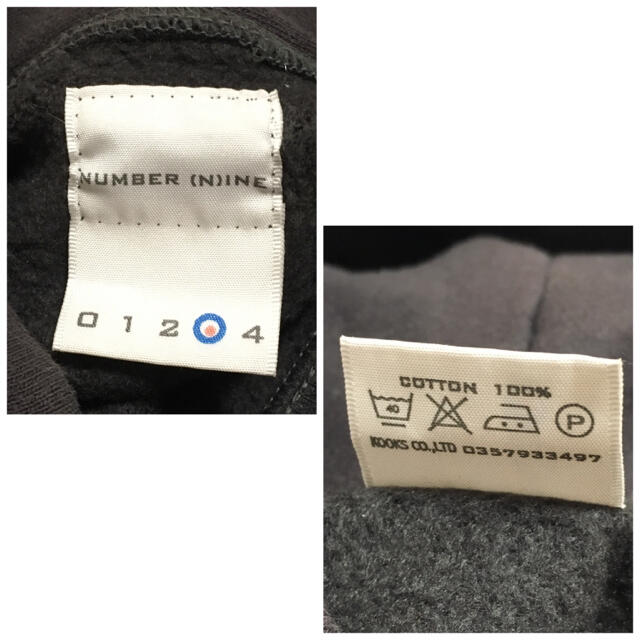 NUMBER (N)INE
0 1 2 4
COTTON 100%
40 P
KOOKS CO.,LTD 0357933497